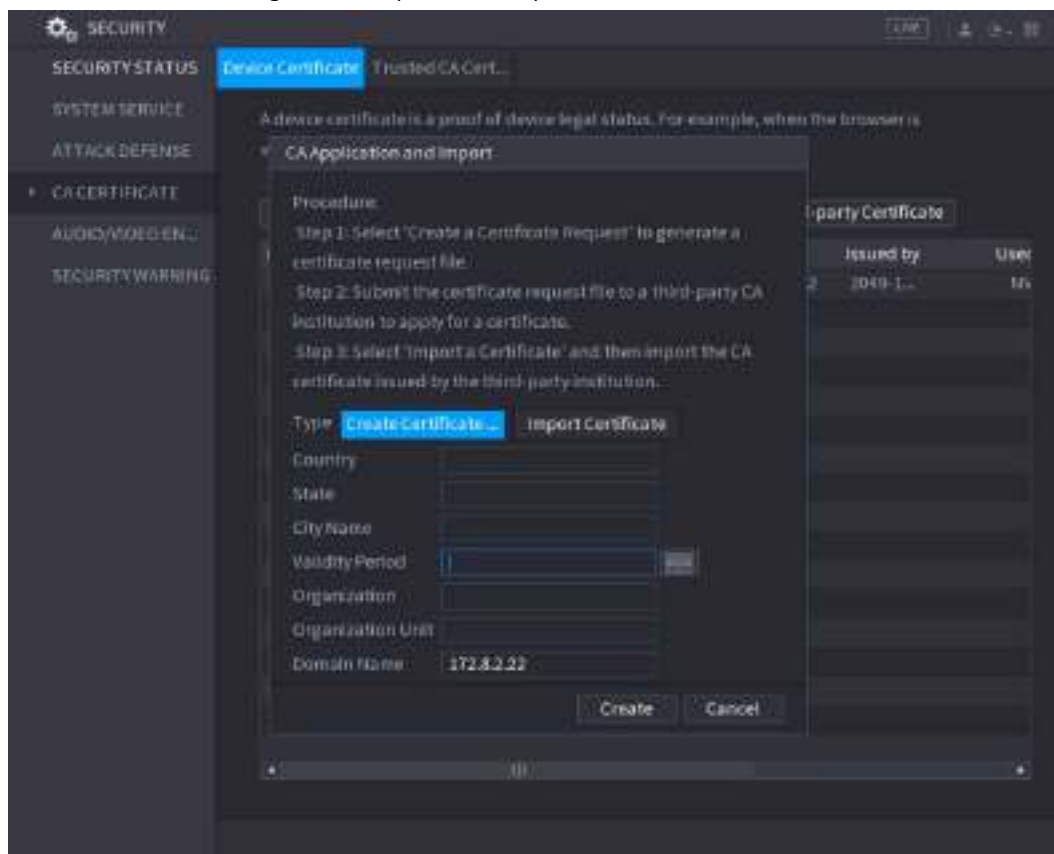 SECURITY
LIVE
SECURITY STATUS
Device Certificate
Trusted CA Cert...
SYSTEM SERVICE
A device certificate is a proof of device legal status. For example, when the browser is
ATTACK DEFENSE
CA Application and Import
CA CERTIFICATE
Procedure:
-party Certificate
Step 1: Select 'Create a Certificate Request' to generate a
AUDIO/VIDEO EN...
certificate request file.
Issued by
Used
SECURITY WARNING
Step 2: Submit the certificate request file to a third-party CA
2
2049-1...
institution to apply for a certificate.
Step 3: Select 'Import a Certificate' and then import the CA
certificate issued by the third-party institution.
Type
Create Certificate ...
Import Certificate
Country
State
City Name
Validity Period
Organization
Organization Unit
Domain Name
172.8.2.22
Create
Cancel